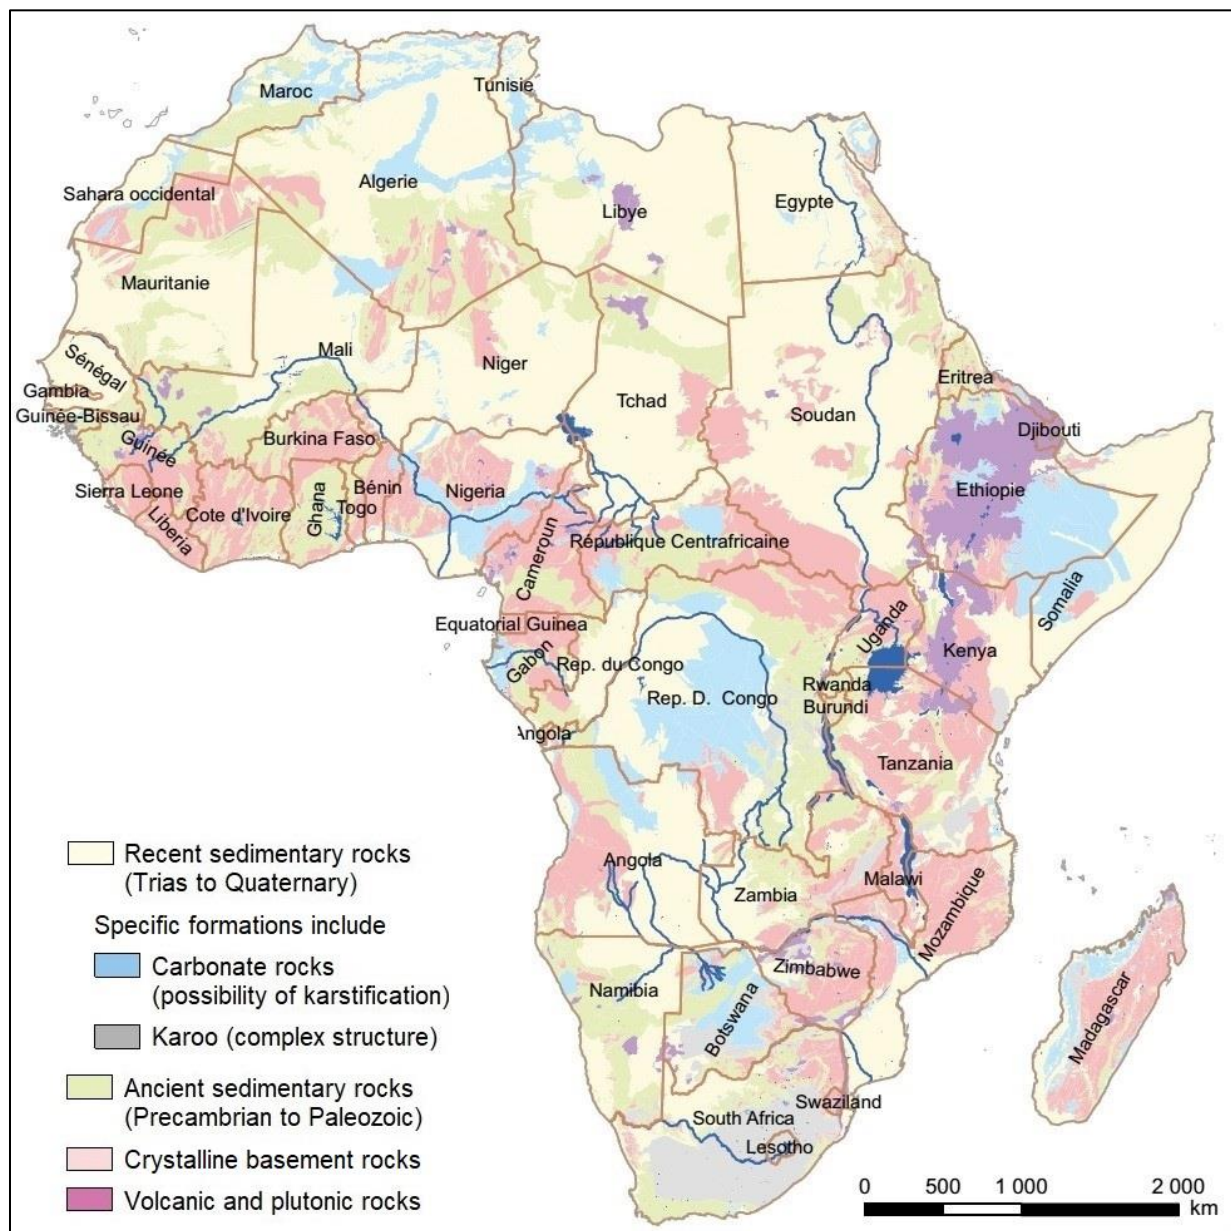 Maroc
Tunisie
Algerie
Libye
Egypte
Sahara occidental
Mauritanie
Mali
Niger
Tchad
Soudan
Eritrea
Djibouti
Ethiopie
Somalia
Sénégal
Gambia
Guinée-Bissau
Guinée
Sierra Leone
Liberia
Cote d'Ivoire
Burkina Faso
Ghana
Togo
Bénin
Nigeria
Cameroun
République Centrafricaine
Equatorial Guinea
Gabon
Rep. du Congo
Rep. D. Congo
Uganda
Kenya
Rwanda
Burundi
Tanzania
Angola
Angola
Zambia
Malawi
Mozambique
Zimbabwe
Namibia
Botswana
Madagascar
South Africa
Swaziland
Lesotho
Recent sedimentary rocks
(Trias to Quaternary)
Specific formations include
Carbonate rocks
(possibility of karstification)
Karoo (complex structure)
Ancient sedimentary rocks
(Precambrian to Paleozoic)
Crystalline basement rocks
Volcanic and plutonic rocks
0 500 1 000 2 000
km